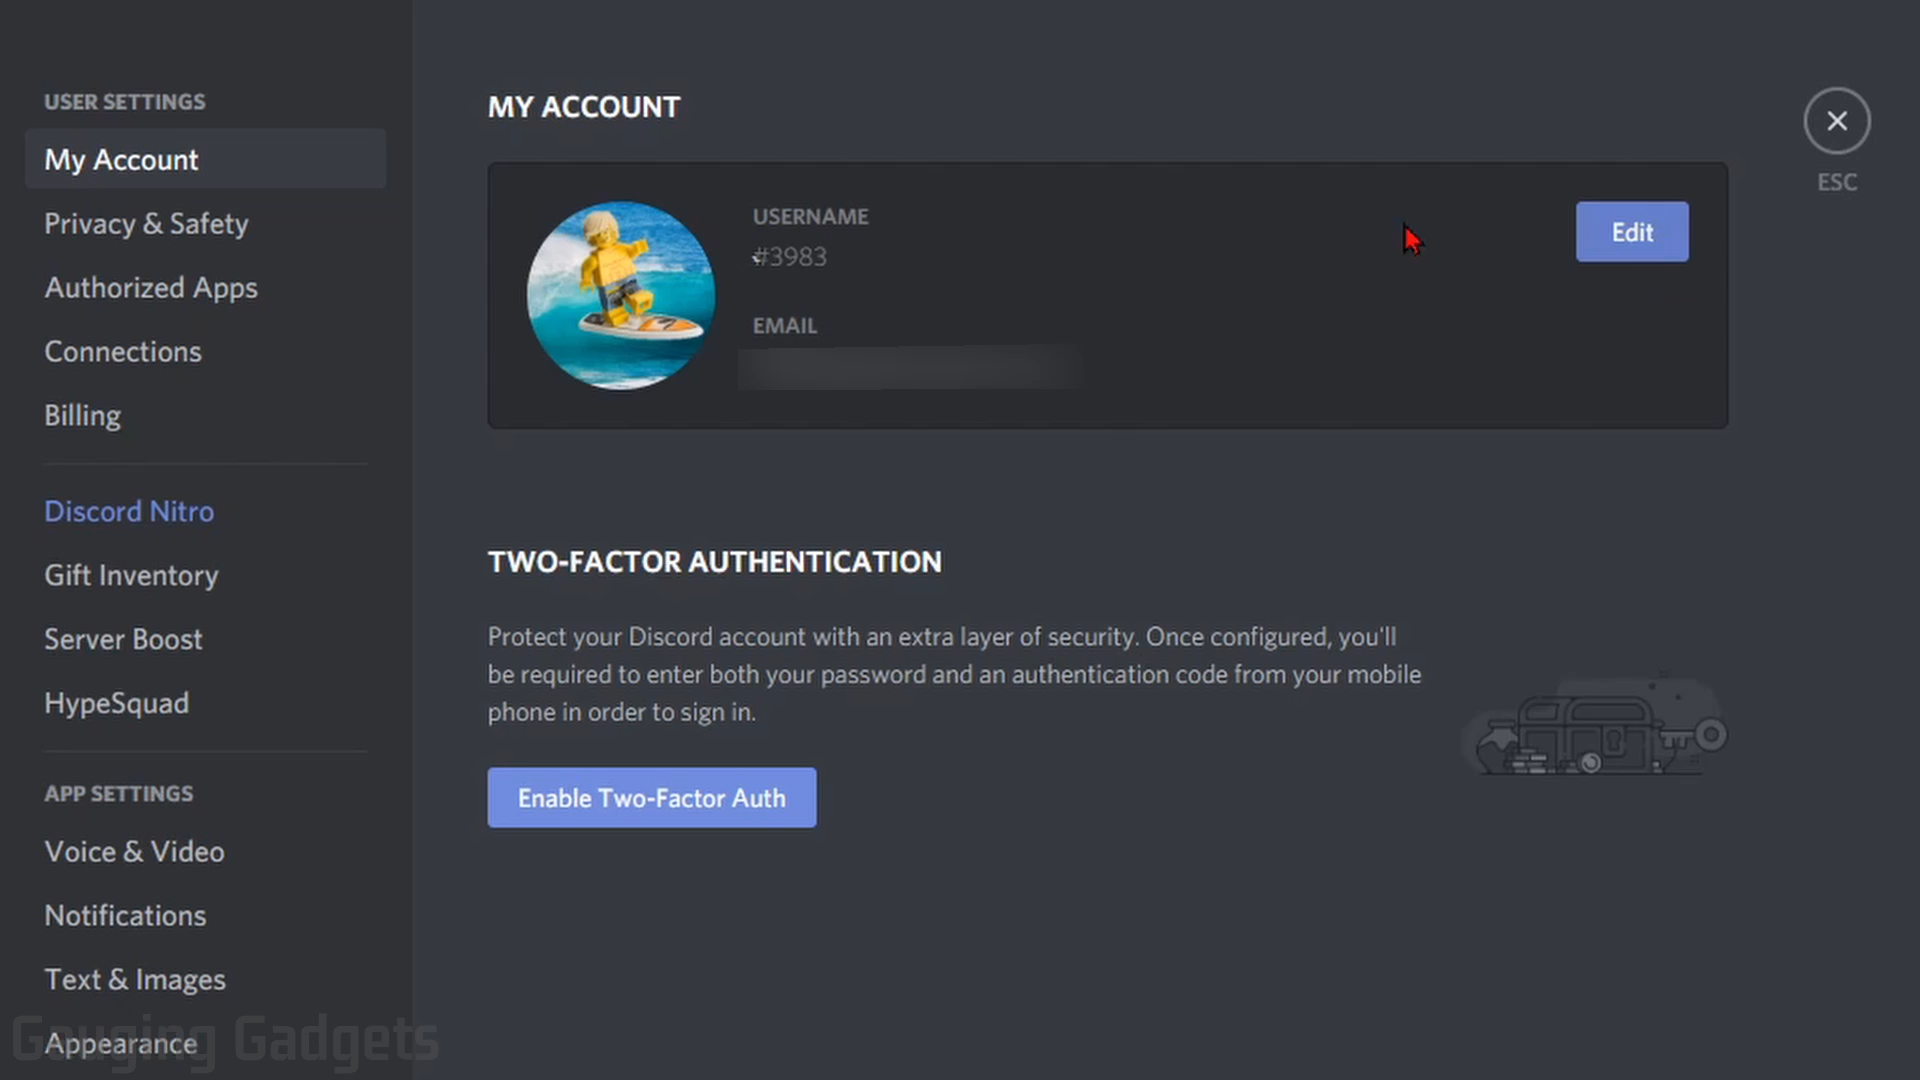 USER SETTINGS
My Account
Privacy & Safety
Authorized Apps
Connections
Billing
Discord Nitro
Gift Inventory
Server Boost
HypeSquad
APP SETTINGS
Voice & Video
Notifications
Text & Images
Appearance
Gauging Gadgets
MY ACCOUNT
USERNAME
#3983
EMAIL
Edit
ESC
TWO-FACTOR AUTHENTICATION
Protect your Discord account with an extra layer of security. Once configured, you'll
be required to enter both your password and an authentication code from your mobile
phone in order to sign in.
Enable Two-Factor Auth